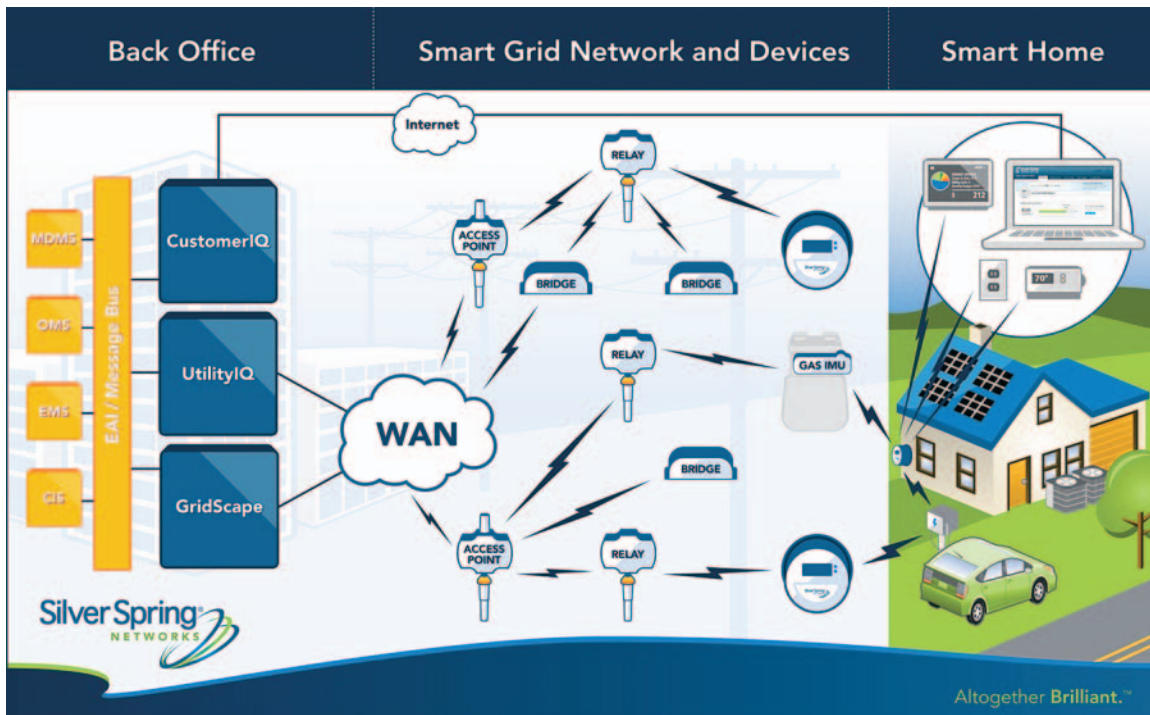 Back Office
Smart Grid Network and Devices
Smart Home
Internet
RELAY
ACCESS
POINT
BRIDGE
BRIDGE
MDMS
OMS
EMS
CIS
EAI / Message Bus
CustomerIQ
UtilityIQ
GridScape
WAN
RELAY
GAS IMU
BRIDGE
ACCESS
POINT
RELAY
212
70°
SilverSpring®
NETWORKS
Altogether Brilliant.™